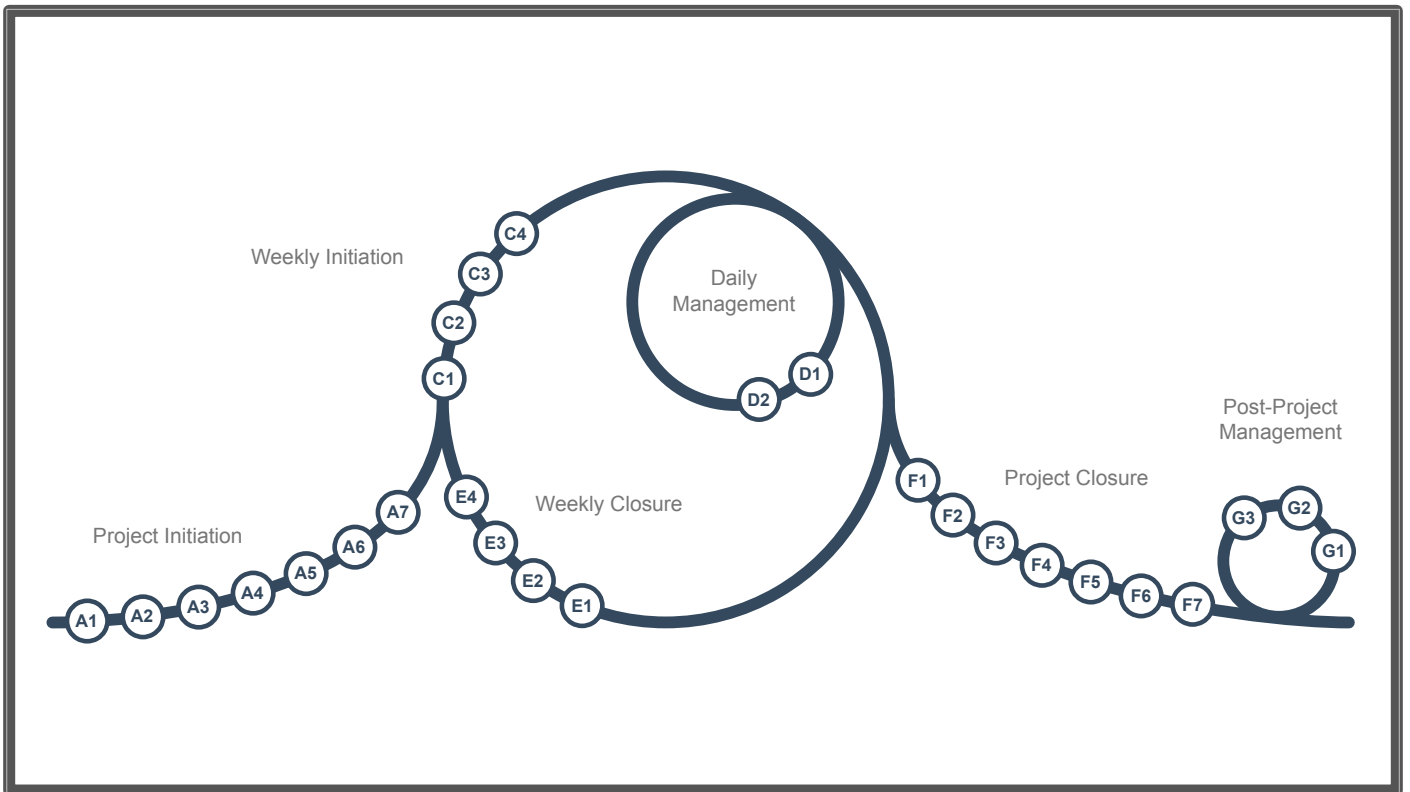 Project Initiation
A1
A2
A3
A4
A5
A6
A7
Weekly Initiation
C1
C2
C3
C4
Daily
Management
D1
D2
Weekly Closure
E1
E2
E3
E4
Project Closure
F1
F2
F3
F4
F5
F6
F7
Post-Project
Management
G1
G2
G3